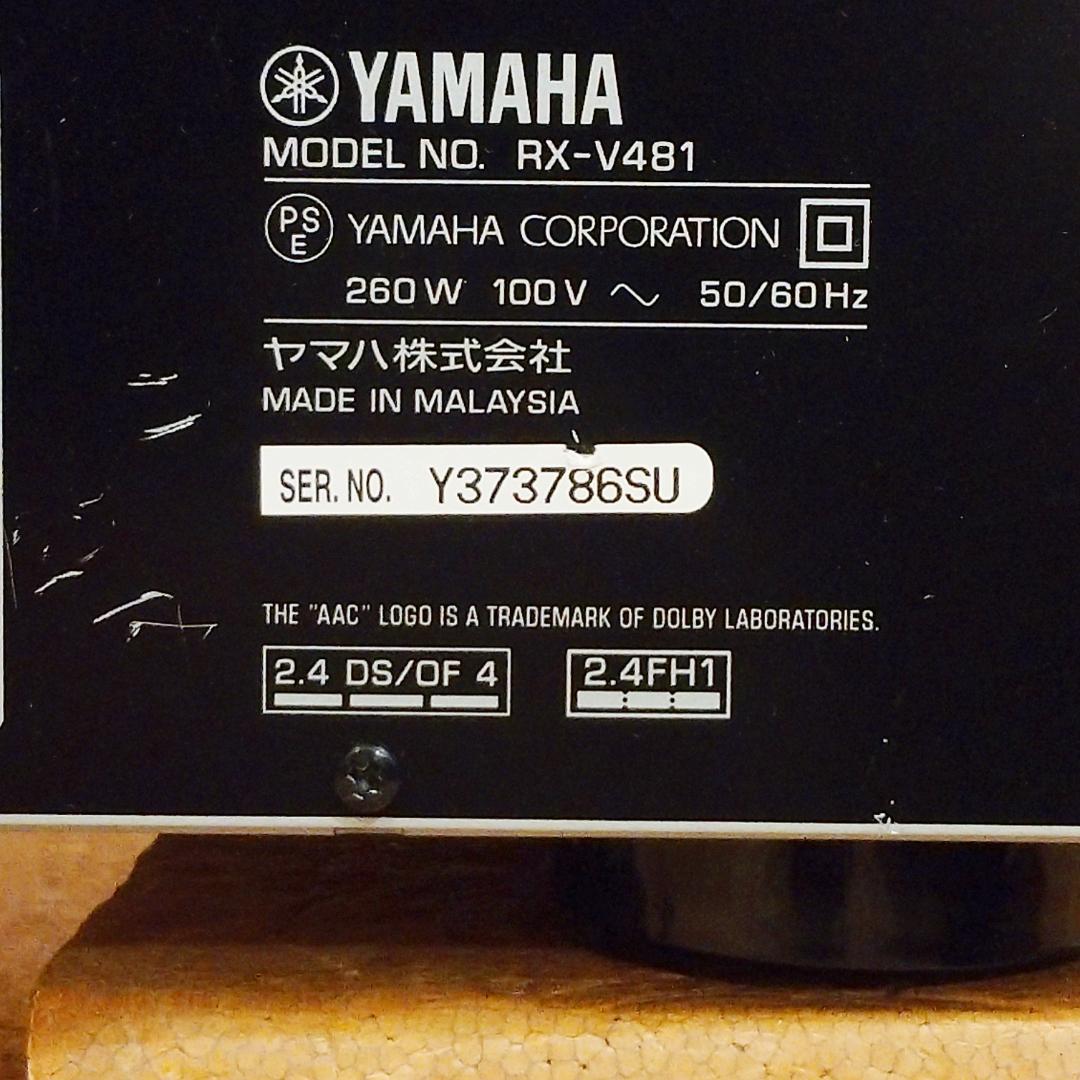 YAMAHA
MODEL NO. RX-V481
PSE YAMAHA CORPORATION
260 W 100 V ∿ 50/60 Hz
ヤマハ株式会社
MADE IN MALAYSIA
SER. NO. Y373786SU
THE "AAC" LOGO IS A TRADEMARK OF DOLBY LABORATORIES.
2.4 DS/OF 4 2.4FH1